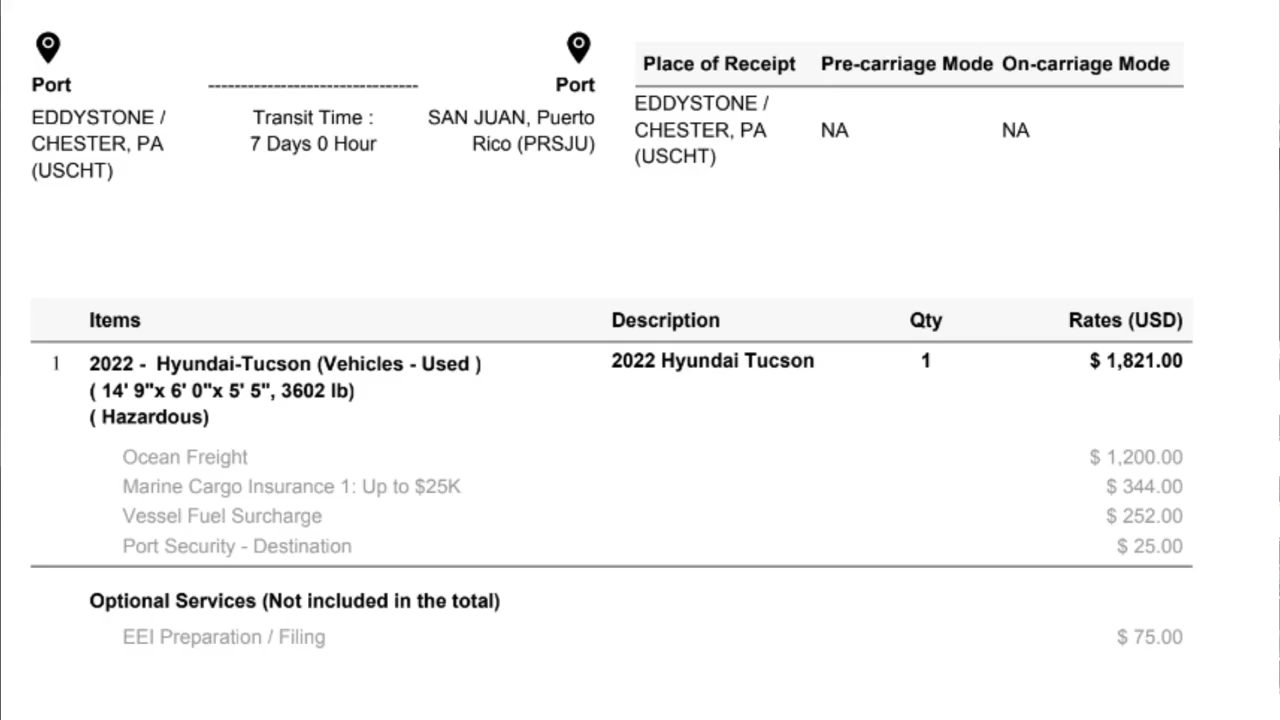 Port
Port
EDDYSTONE /
CHESTER, PA
(USCHT)
-------------------------------
Transit Time :
7 Days 0 Hour
SAN JUAN, Puerto
Rico (PRSJU)
Place of Receipt Pre-carriage Mode On-carriage Mode
EDDYSTONE /
CHESTER, PA
(USCHT)
NA
NA
Items Description Qty Rates (USD)
1 2022 - Hyundai-Tucson (Vehicles - Used ) 2022 Hyundai Tucson 1 $ 1,821.00
( 14' 9"x 6' 0"x 5' 5", 3602 lb)
( Hazardous)
Ocean Freight $ 1,200.00
Marine Cargo Insurance 1: Up to $25K $ 344.00
Vessel Fuel Surcharge $ 252.00
Port Security - Destination $ 25.00
Optional Services (Not included in the total)
EEI Preparation / Filing $ 75.00